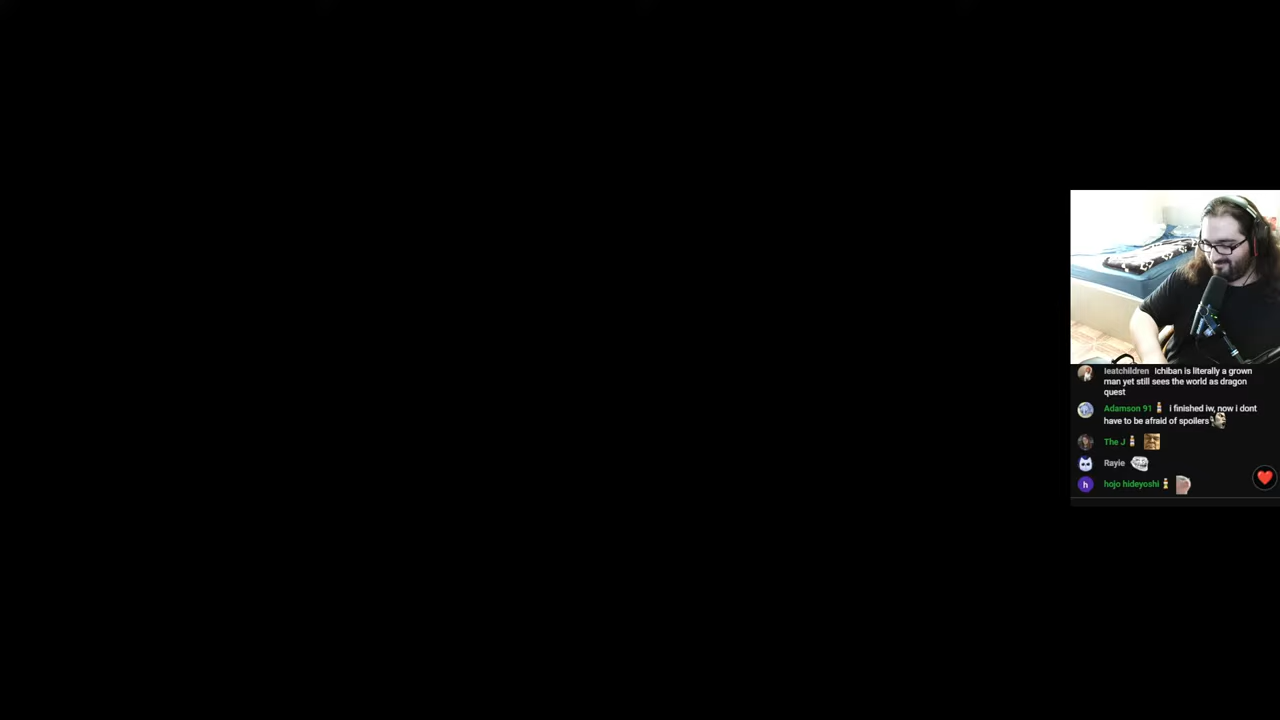 Ieatchildren Ichiban is literally a grown
man yet still sees the world as dragon
quest
Adamson 91 i finished iw, now i dont
have to be afraid of spoilers
The J
Rayie
h hojo hideyoshi